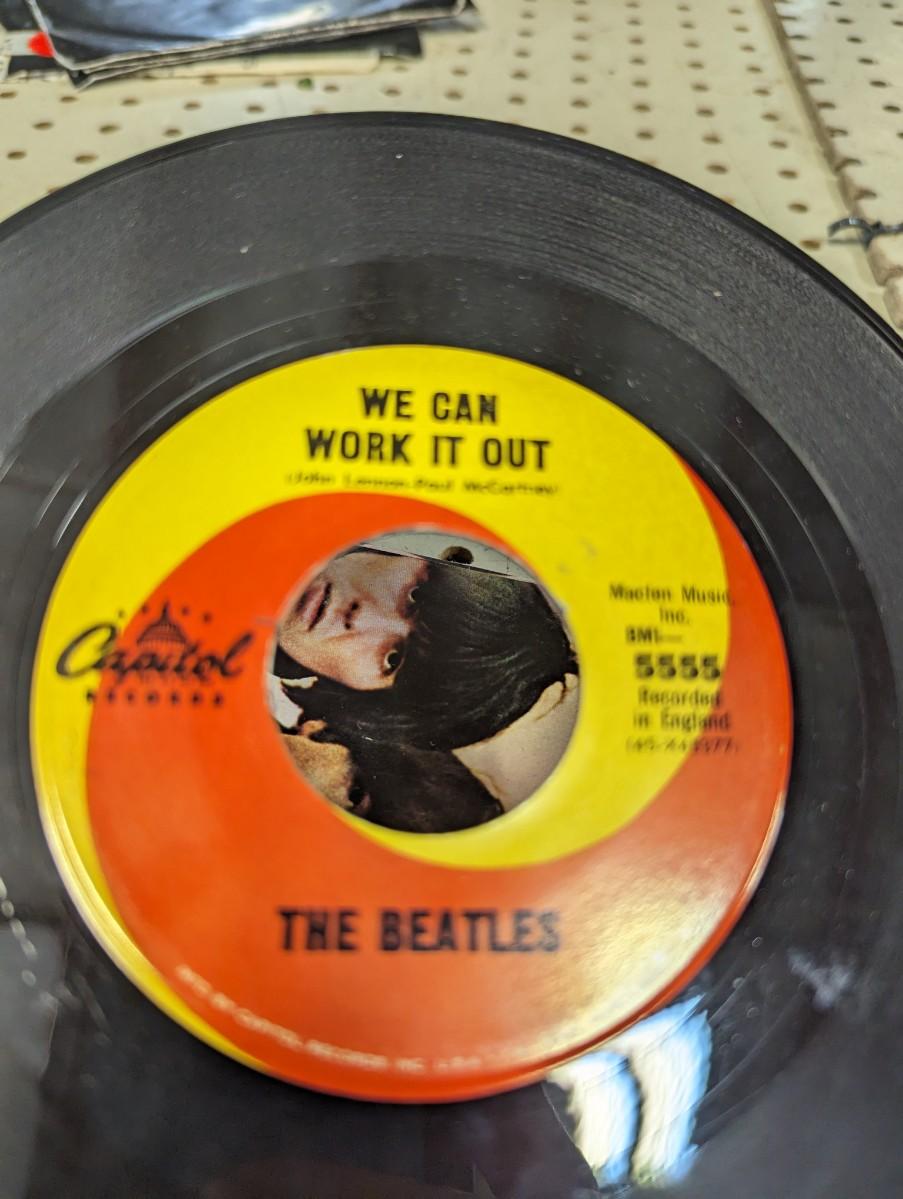 WE CAN
WORK IT OUT
(John Lennon-Paul McCartney)
Capitol
RECORDS
Maclen Music,
Inc.
BMI—
5555
Recorded
in England
THE BEATLES